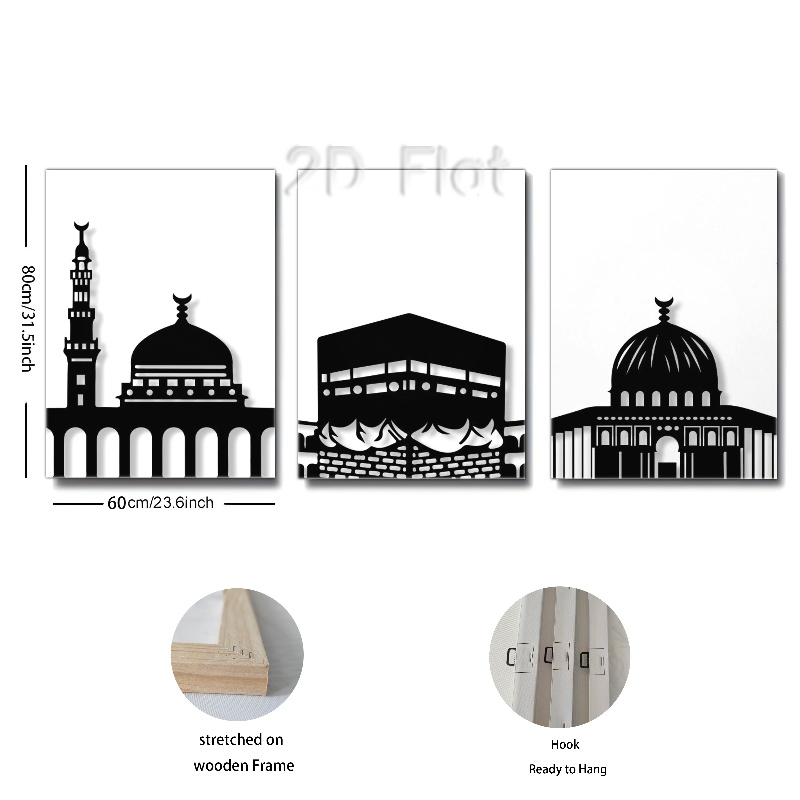 2D Flat
80cm/31.5inch
60cm/23.6inch
stretched on
wooden Frame
Hook
Ready to Hang